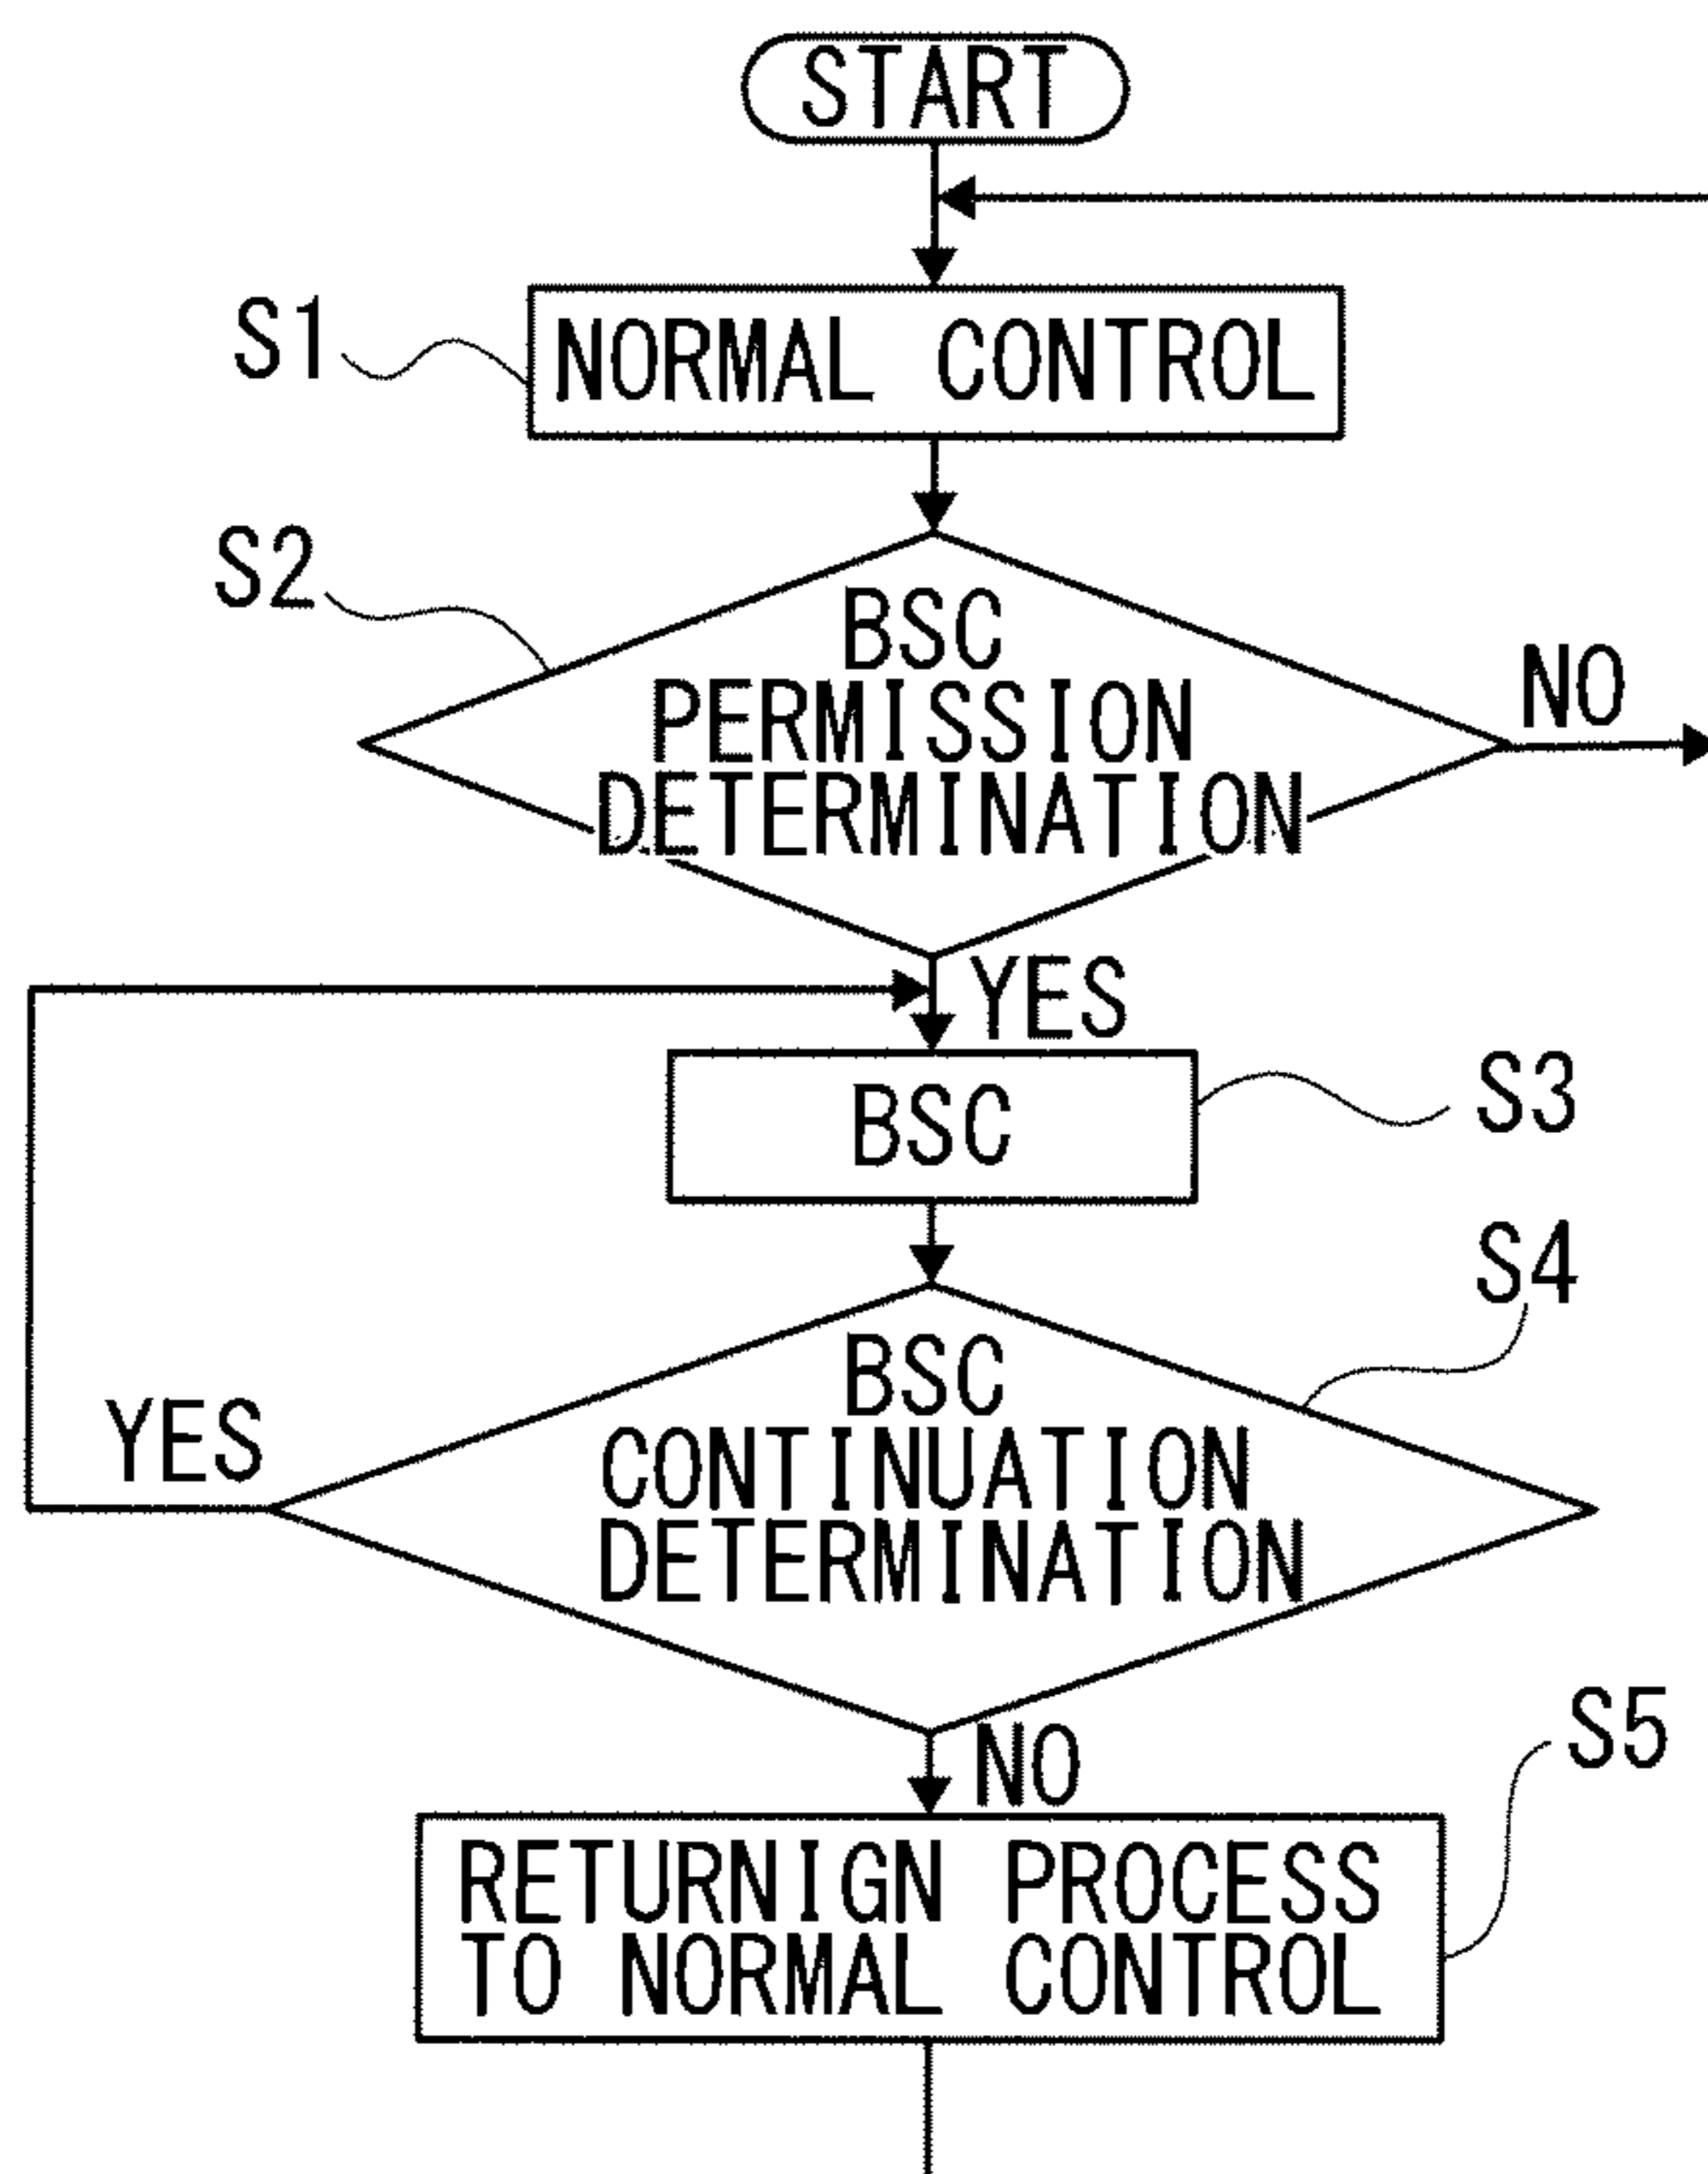 START
S1
NORMAL CONTROL
S2
BSC
PERMISSION
DETERMINATION
NO
YES
BSC
S3
S4
BSC
CONTINUATION
DETERMINATION
YES
NO
S5
RETURNIGN PROCESS
TO NORMAL CONTROL